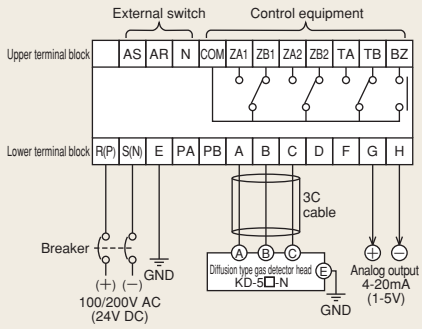 External switch Control equipment
Upper terminal block AS AR N COM ZA1 ZB1 ZA2 ZB2 TA TB BZ
Lower terminal block R(P) S(N) E PA PB A B C D F G H
3C
cable
Breaker
GND
(+) (−)
100/200V AC
(24V DC)
A B C
Diffusion type gas detector head E
KD-5□-N
GND
⊕ ⊖
Analog output
4-20mA
(1-5V)